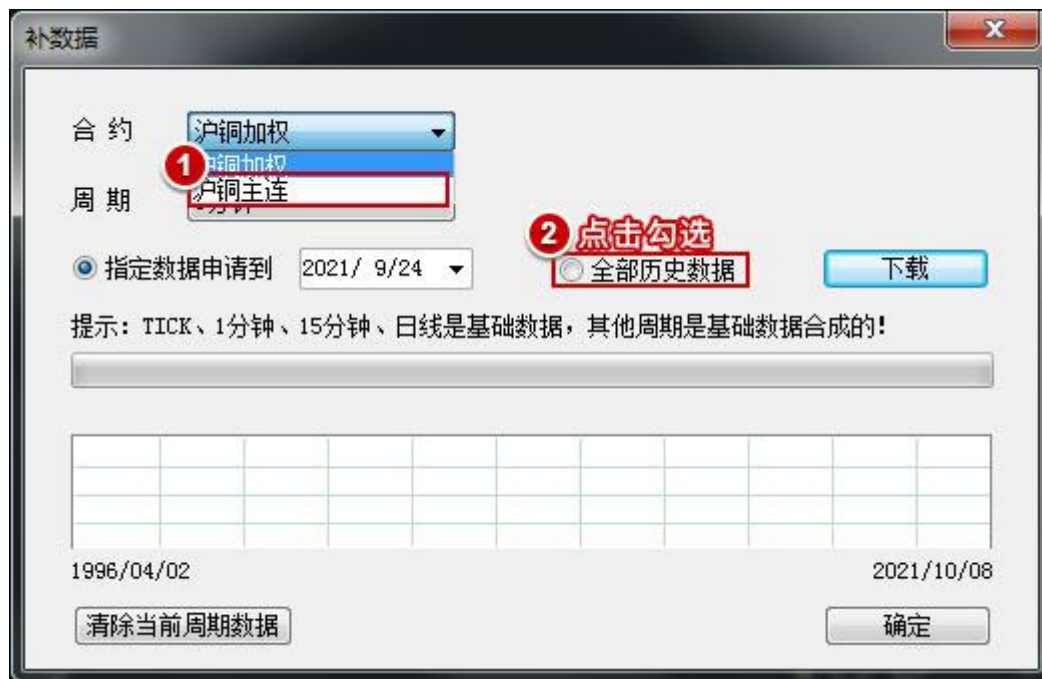 补数据
合 约 沪铜加权
1 沪铜加权
沪铜主连
周 期
2 点击勾选
指定数据申请到 2021/ 9/24 全部历史数据 下载
提示: TICK、1分钟、15分钟、日线是基础数据，其他周期是基础数据合成的!
1996/04/02 2021/10/08
清除当前周期数据 确定